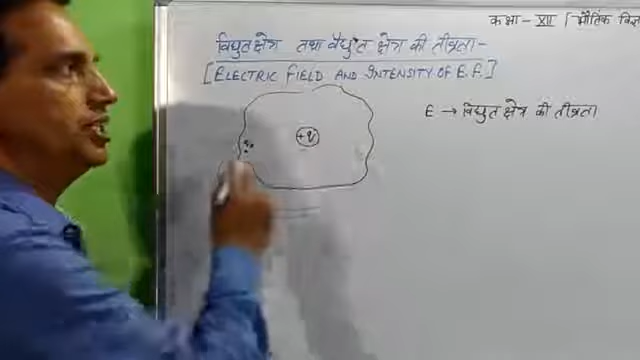 कक्षा - XII [ भौतिक विज्ञ
विद्युत क्षेत्र तथा वैद्युत क्षेत्र की तीव्रता -
[ELECTRIC FIELD AND INTENSITY OF E.F.]
E → विद्युत क्षेत्र की तीव्रता
+q